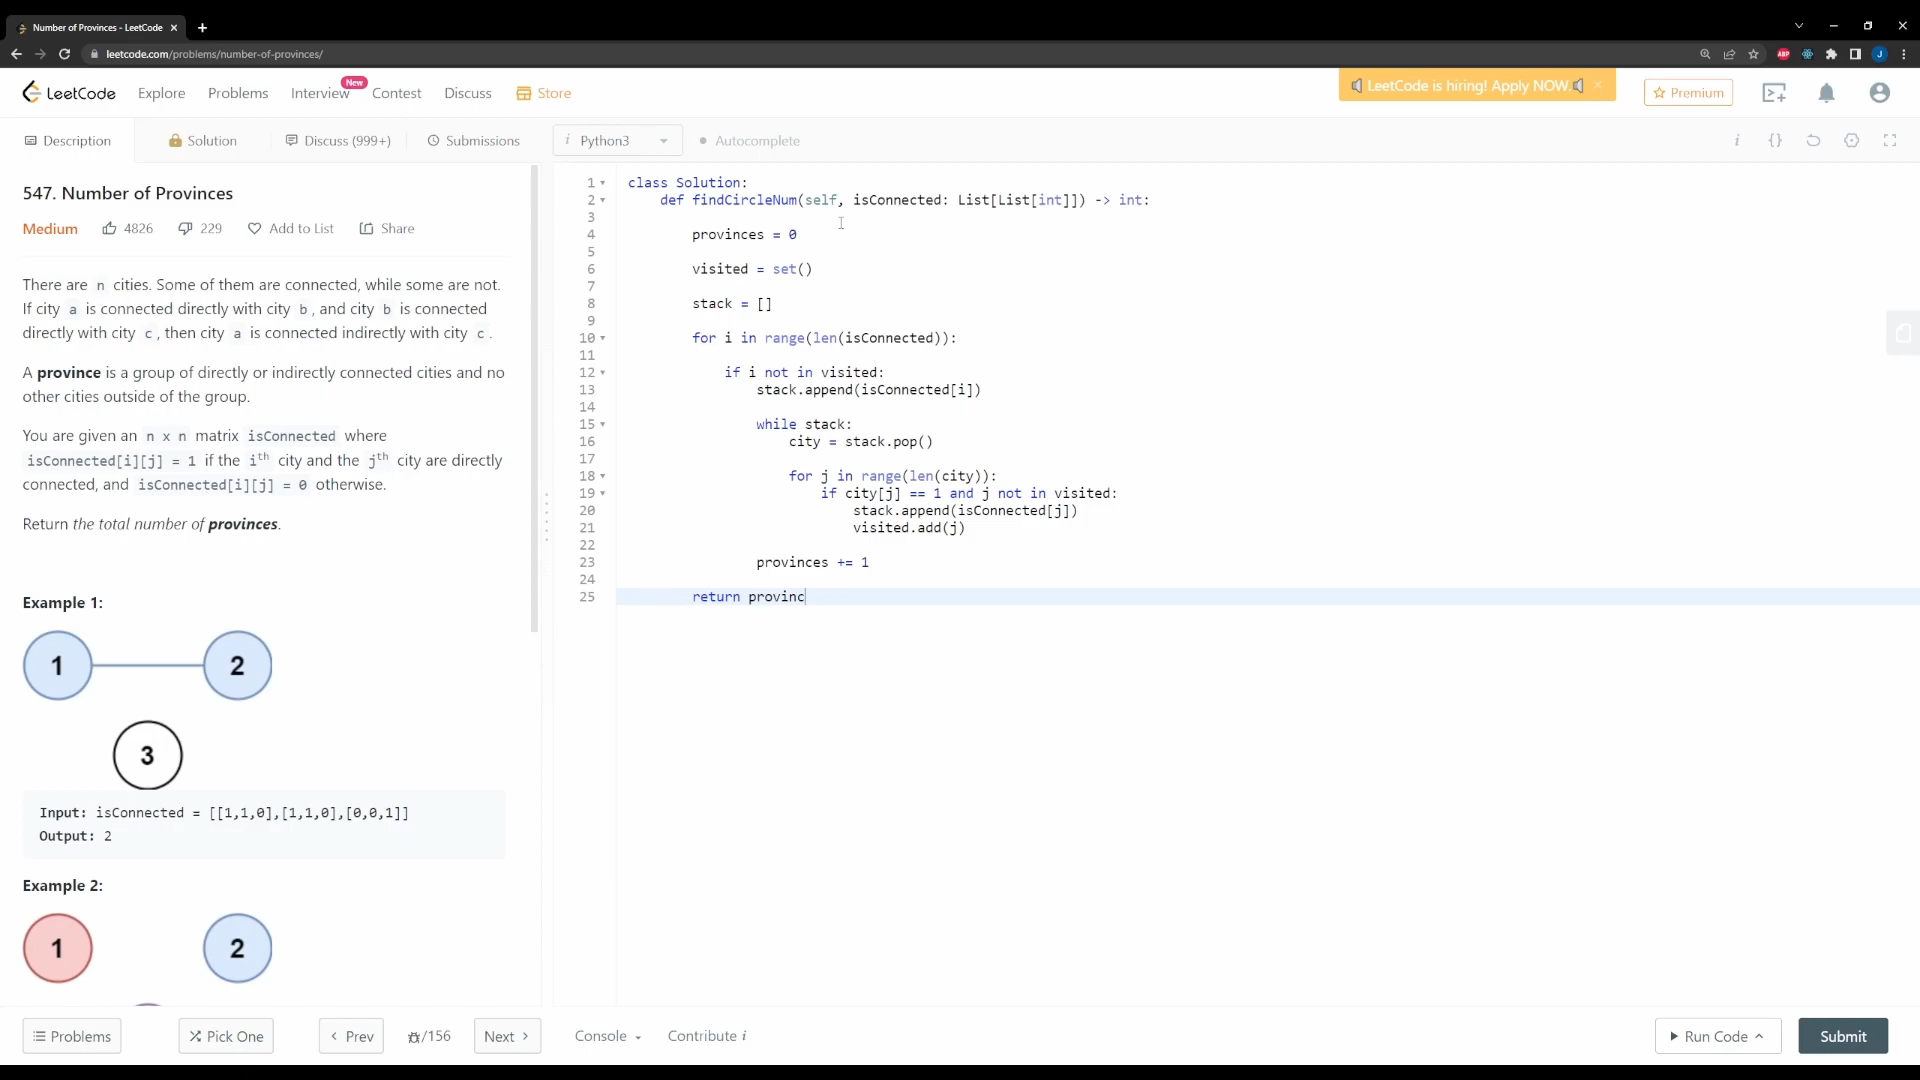 Number of Provinces - LeetCode
leetcode.com/problems/number-of-provinces/
ABP
J
LeetCode
Explore
Problems
Interview
New
Contest
Discuss
Store
LeetCode is hiring! Apply NOW.
Premium
Description
Solution
Discuss (999+)
Submissions
i Python3
Autocomplete
i
{}
547. Number of Provinces
Medium
4826
229
Add to List
Share
There are n cities. Some of them are connected, while some are not.
If city a is connected directly with city b, and city b is connected
directly with city c, then city a is connected indirectly with city c.
A province is a group of directly or indirectly connected cities and no
other cities outside of the group.
You are given an n x n matrix isConnected where
isConnected[i][j] = 1 if the ith city and the jth city are directly
connected, and isConnected[i][j] = 0 otherwise.
Return the total number of provinces.
Example 1:
1
2
3
Input: isConnected = [[1,1,0],[1,1,0],[0,0,1]]
Output: 2
Example 2:
1
2
1 class Solution:
2 def findCircleNum(self, isConnected: List[List[int]]) -> int:
3
4 provinces = 0
5
6 visited = set()
7
8 stack = []
9
10 for i in range(len(isConnected)):
11
12 if i not in visited:
13 stack.append(isConnected[i])
14
15 while stack:
16 city = stack.pop()
17
18 for j in range(len(city)):
19 if city[j] == 1 and j not in visited:
20 stack.append(isConnected[j])
21 visited.add(j)
22
23 provinces += 1
24
25 return provinc
Problems
Pick One
Prev
/156
Next
Console
Contribute i
Run Code
Submit